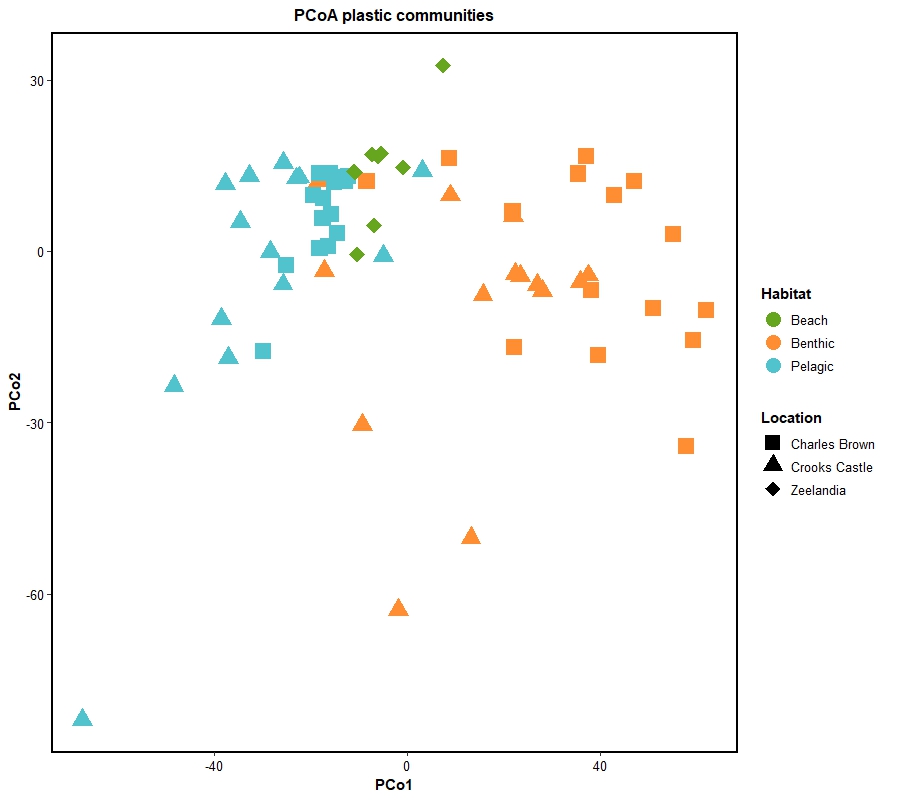 PCoA plastic communities
30
0
-30
-60
PCo2
-40
0
40
PCo1
Habitat
Beach
Benthic
Pelagic
Location
Charles Brown
Crooks Castle
Zeelandia